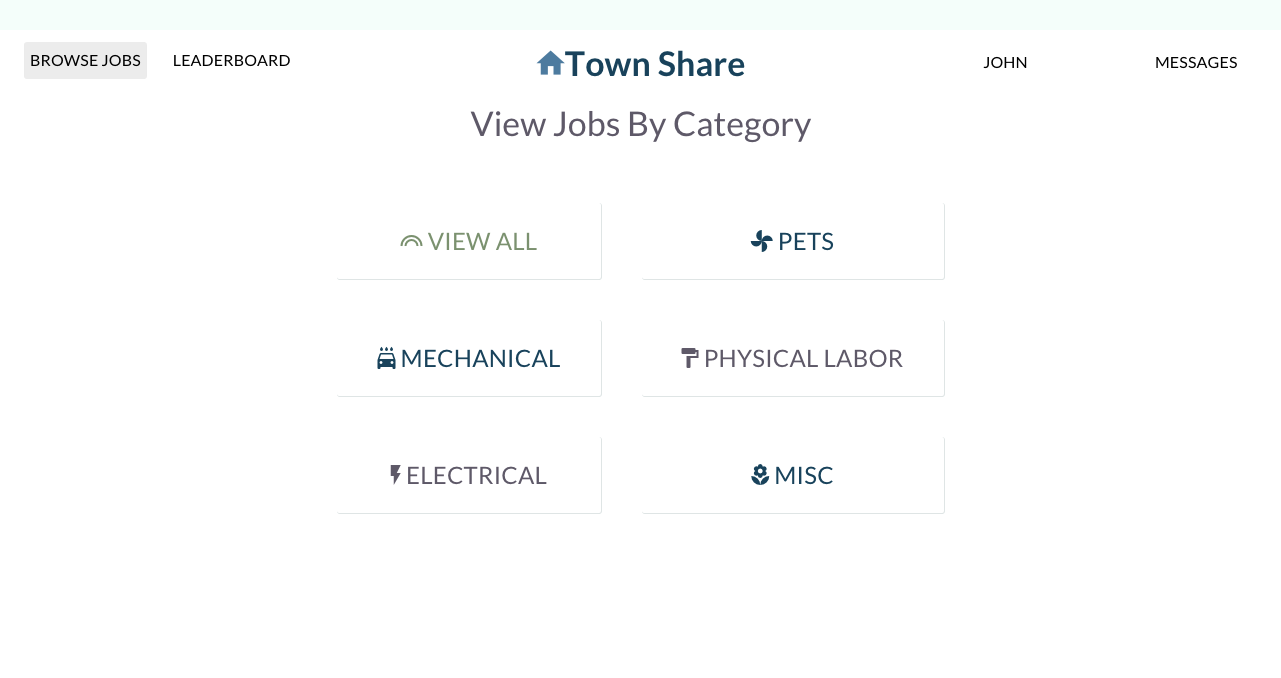 BROWSE JOBS LEADERBOARD Town Share JOHN MESSAGES
View Jobs By Category
VIEW ALL PETS
MECHANICAL PHYSICAL LABOR
ELECTRICAL MISC